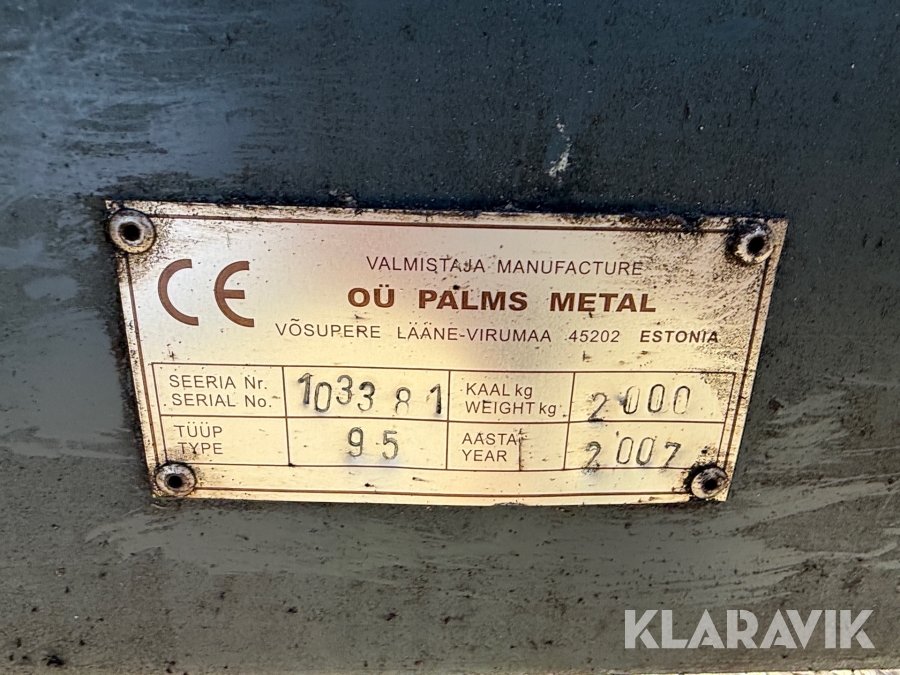 CE
VALMISTAJA MANUFACTURE
OÜ PALMS METAL
VÕSUPERE LÄÄNE-VIRUMAA 45202 ESTONIA
SEERIA Nr. SERIAL No. 103381 KAAL kg WEIGHT kg 2000
TÜÜP TYPE 95 AASTA YEAR 2007
KLARAVIK